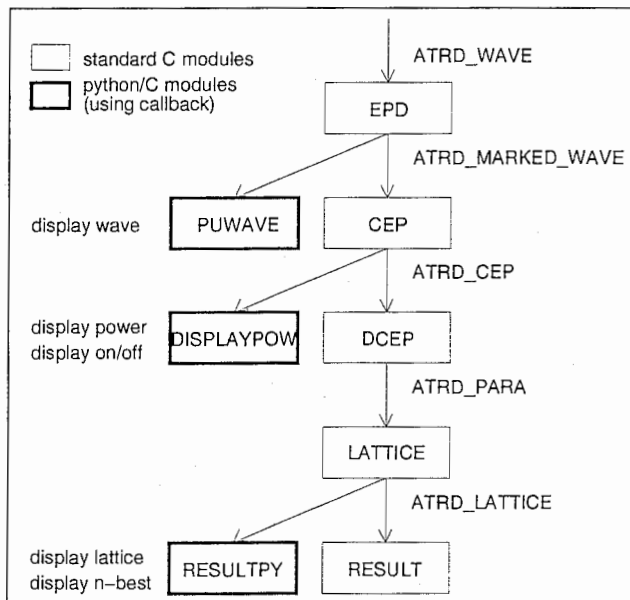 standard C modules
python/C modules
(using callback)
ATRD_WAVE
EPD
ATRD_MARKED_WAVE
display wave
PUWAVE
CEP
ATRD_CEP
display power
display on/off
DISPLAYPOW
DCEP
ATRD_PARA
LATTICE
ATRD_LATTICE
display lattice
display n-best
RESULTPY
RESULT